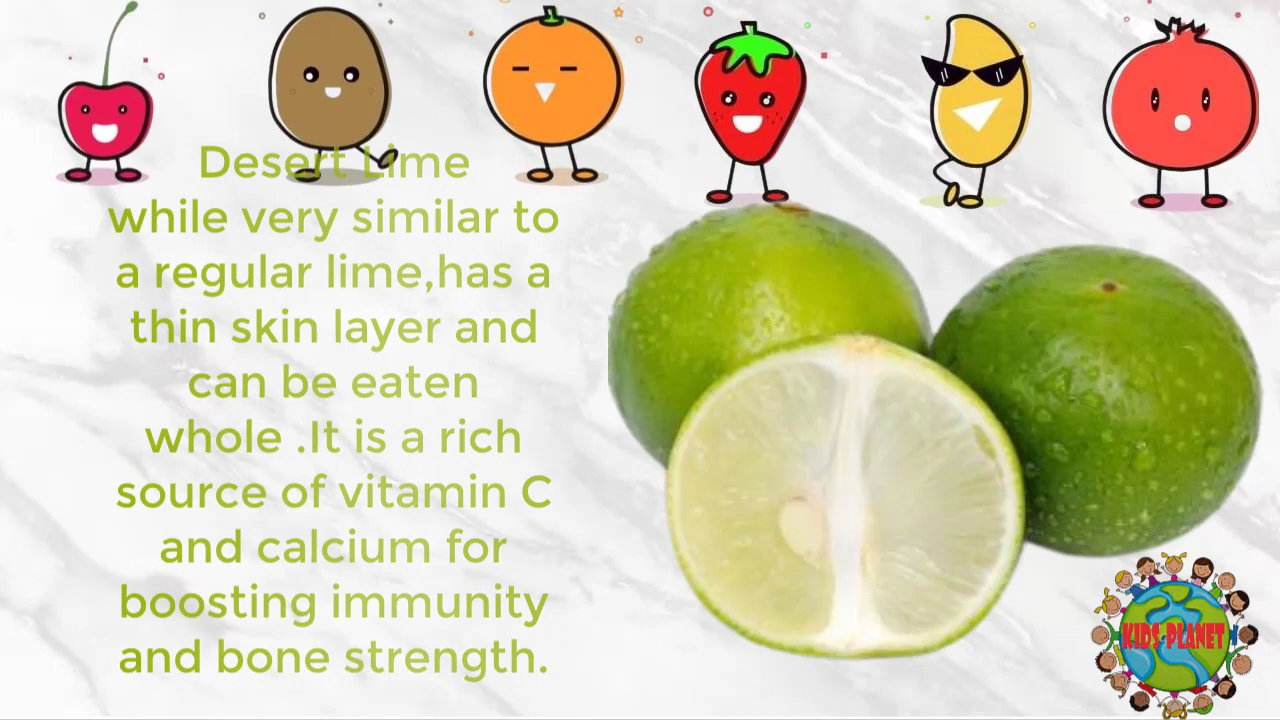 Desert Lime
while very similar to
a regular lime,has a
thin skin layer and
can be eaten
whole .It is a rich
source of vitamin C
and calcium for
boosting immunity
and bone strength.
KIDS PLANET